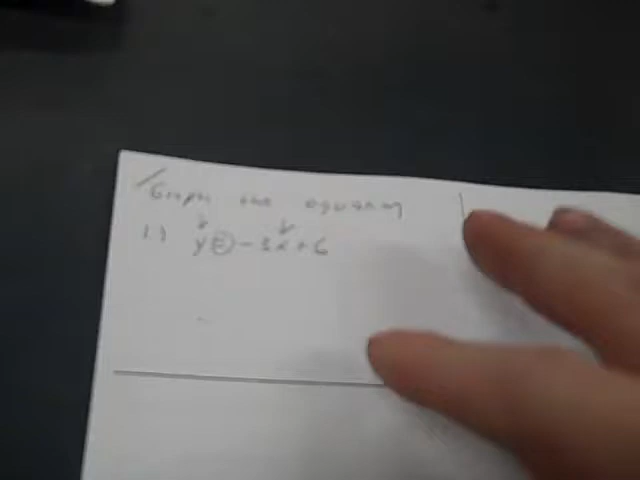 Graph the equation
1.) y = -3x + 6